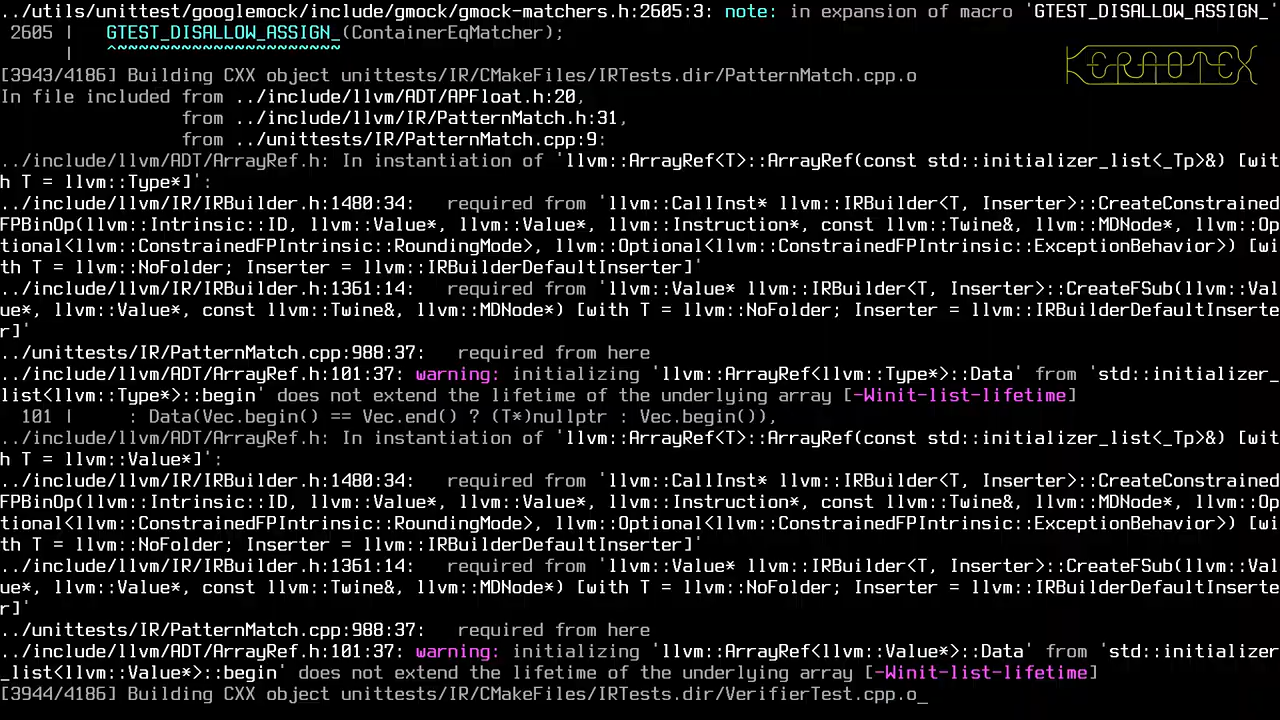 ../utils/unittest/googlemock/include/gmock/gmock-matchers.h:2605:3: note: in expansion of macro 'GTEST_DISALLOW_ASSIGN_'
2605 |   GTEST_DISALLOW_ASSIGN_(ContainerEqMatcher);
|   ^~~~~~~~~~~~~~~~~~~~~~
KERNOTEX
[3943/4186] Building CXX object unittests/IR/CMakeFiles/IRTests.dir/PatternMatch.cpp.o
In file included from ../include/llvm/ADT/APFloat.h:20,
from ../include/llvm/IR/PatternMatch.h:31,
from ../unittests/IR/PatternMatch.cpp:9:
../include/llvm/ADT/ArrayRef.h: In instantiation of 'llvm::ArrayRef<T>::ArrayRef(const std::initializer_list<_Tp>&) [wit
h T = llvm::Type*]':
../include/llvm/IR/IRBuilder.h:1480:34:   required from 'llvm::CallInst* llvm::IRBuilder<T, Inserter>::CreateConstrained
FPBinOp(llvm::Intrinsic::ID, llvm::Value*, llvm::Value*, llvm::Instruction*, const llvm::Twine&, llvm::MDNode*, llvm::Op
tional<llvm::ConstrainedFPIntrinsic::RoundingMode>, llvm::Optional<llvm::ConstrainedFPIntrinsic::ExceptionBehavior>) [wi
th T = llvm::NoFolder; Inserter = llvm::IRBuilderDefaultInserter]'
../include/llvm/IR/IRBuilder.h:1361:14:   required from 'llvm::Value* llvm::IRBuilder<T, Inserter>::CreateFSub(llvm::Val
ue*, llvm::Value*, const llvm::Twine&, llvm::MDNode*) [with T = llvm::NoFolder; Inserter = llvm::IRBuilderDefaultInserte
r]'
../unittests/IR/PatternMatch.cpp:988:37:   required from here
../include/llvm/ADT/ArrayRef.h:101:37: warning: initializing 'llvm::ArrayRef<llvm::Type*>::Data' from 'std::initializer_
list<llvm::Type*>::begin' does not extend the lifetime of the underlying array [-Winit-list-lifetime]
101 |     : Data(Vec.begin() == Vec.end() ? (T*)nullptr : Vec.begin()),
../include/llvm/ADT/ArrayRef.h: In instantiation of 'llvm::ArrayRef<T>::ArrayRef(const std::initializer_list<_Tp>&) [wit
h T = llvm::Value*]':
../include/llvm/IR/IRBuilder.h:1480:34:   required from 'llvm::CallInst* llvm::IRBuilder<T, Inserter>::CreateConstrained
FPBinOp(llvm::Intrinsic::ID, llvm::Value*, llvm::Value*, llvm::Instruction*, const llvm::Twine&, llvm::MDNode*, llvm::Op
tional<llvm::ConstrainedFPIntrinsic::RoundingMode>, llvm::Optional<llvm::ConstrainedFPIntrinsic::ExceptionBehavior>) [wi
th T = llvm::NoFolder; Inserter = llvm::IRBuilderDefaultInserter]'
../include/llvm/IR/IRBuilder.h:1361:14:   required from 'llvm::Value* llvm::IRBuilder<T, Inserter>::CreateFSub(llvm::Val
ue*, llvm::Value*, const llvm::Twine&, llvm::MDNode*) [with T = llvm::NoFolder; Inserter = llvm::IRBuilderDefaultInserte
r]'
../unittests/IR/PatternMatch.cpp:988:37:   required from here
../include/llvm/ADT/ArrayRef.h:101:37: warning: initializing 'llvm::ArrayRef<llvm::Value*>::Data' from 'std::initializer
_list<llvm::Value*>::begin' does not extend the lifetime of the underlying array [-Winit-list-lifetime]
[3944/4186] Building CXX object unittests/IR/CMakeFiles/IRTests.dir/VerifierTest.cpp.o_